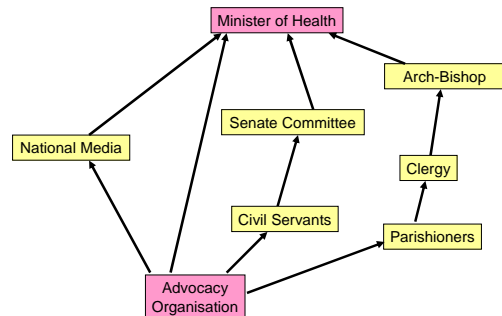 Minister of Health
Arch-Bishop
Senate Committee
National Media
Clergy
Civil Servants
Parishioners
Advocacy
Organisation